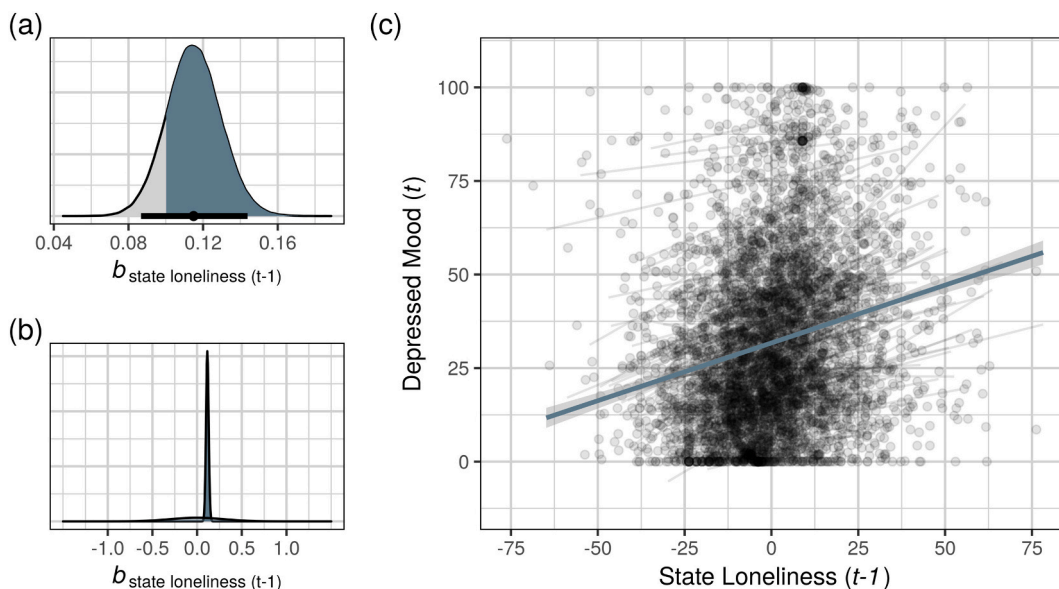 (a)
0.04 0.08 0.12 0.16
b state loneliness (t-1)
(b)
-1.0 -0.5 0.0 0.5 1.0
b state loneliness (t-1)
(c)
Depressed Mood (t)
100
75
50
25
0
-75 -50 -25 0 25 50 75
State Loneliness (t-1)